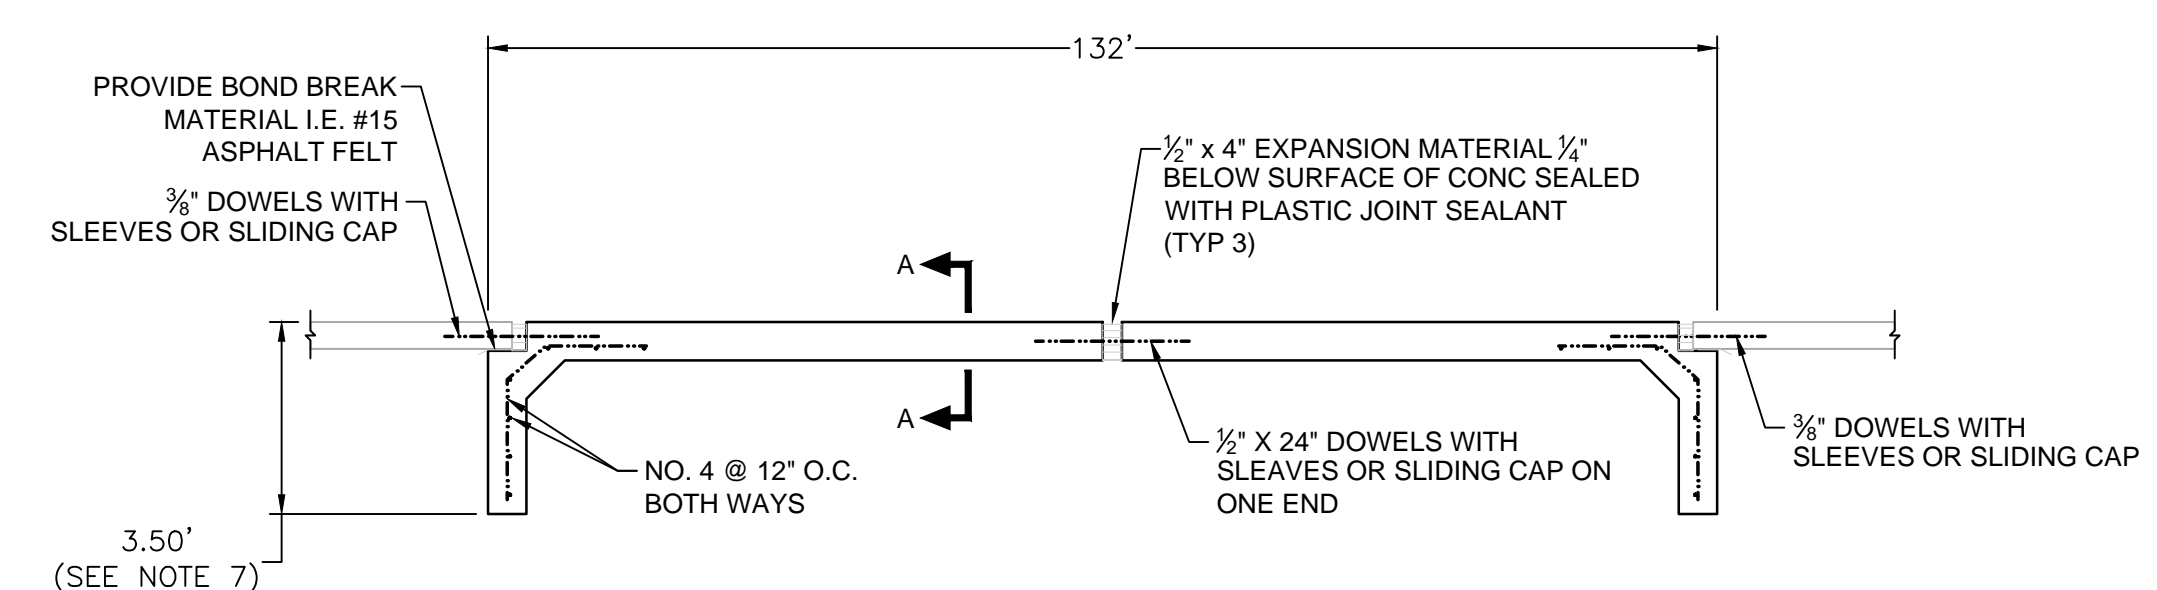 132'
PROVIDE BOND BREAK
MATERIAL I.E. #15
ASPHALT FELT
⅜" DOWELS WITH
SLEEVES OR SLIDING CAP
½" x 4" EXPANSION MATERIAL ¼"
BELOW SURFACE OF CONC SEALED
WITH PLASTIC JOINT SEALANT
(TYP 3)
A
A
NO. 4 @ 12" O.C.
BOTH WAYS
½" X 24" DOWELS WITH
SLEAVES OR SLIDING CAP ON
ONE END
⅜" DOWELS WITH
SLEEVES OR SLIDING CAP
3.50'
(SEE NOTE 7)